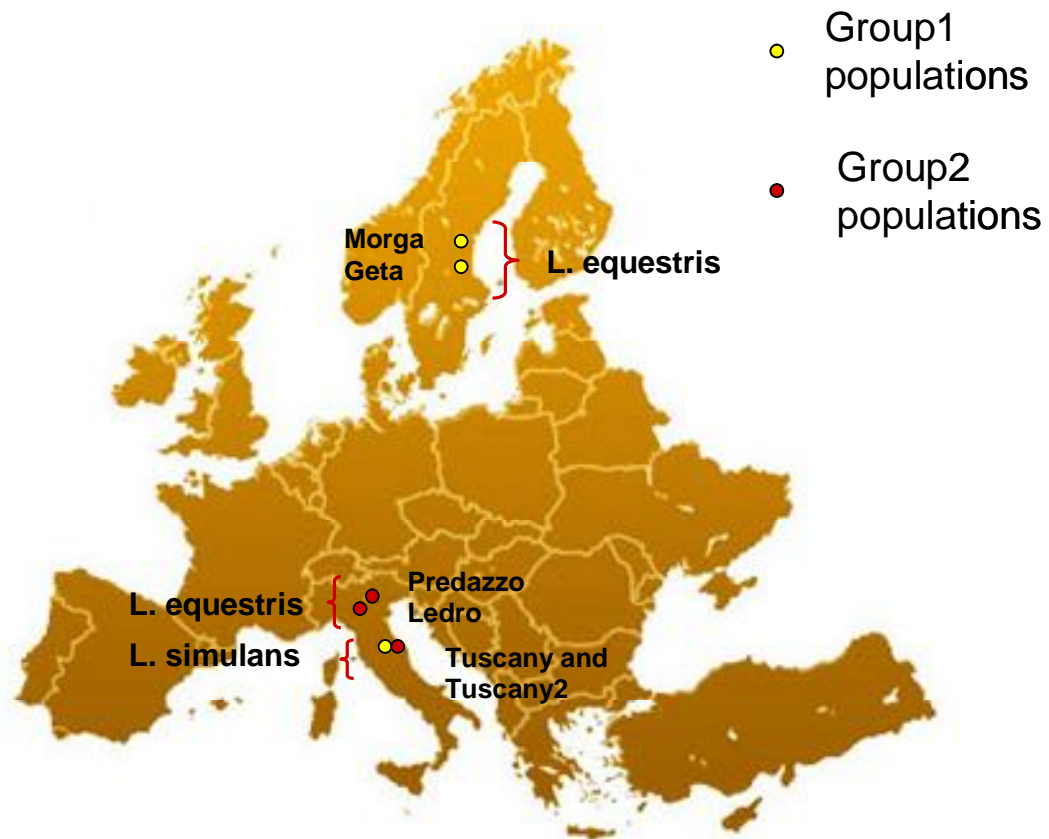 Group1
populations
Group2
populations
Morga
Geta
L. equestris
Predazzo
Ledro
L. equestris
L. simulans
Tuscany and
Tuscany2